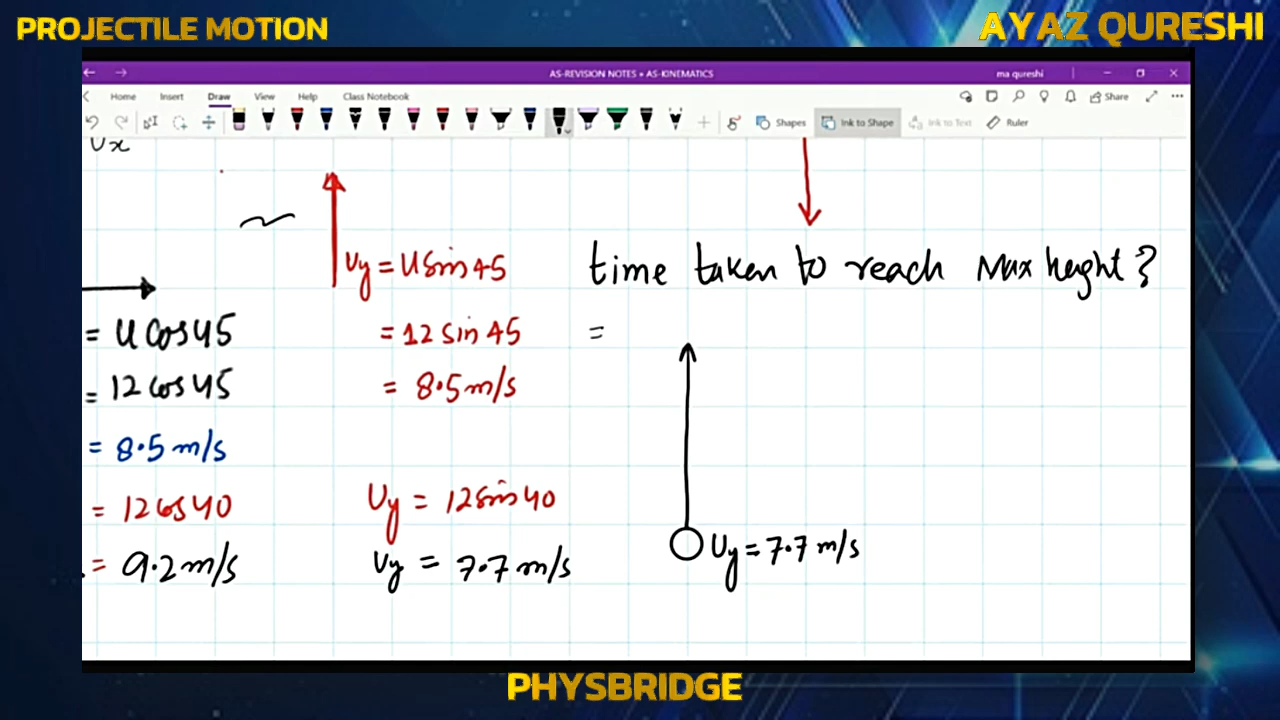 PROJECTILE MOTION
AYAZ QURESHI
AS-REVISION NOTES » AS-KINEMATICS
ma qureshi
Home Insert Draw View Help Class Notebook
Share
Shapes Ink to Shape Ink to Text Ruler
Ux
Uy = U Sin 45
= U Cos 45
= 12 sin 45
= 12 cos 45
= 8.5 m/s
= 8.5 m/s
= 12 cos 40
Uy = 12 sin 40
= 9.2 m/s
Uy = 7.7 m/s
time taken to reach Max height?
=
Uy = 7.7 m/s
PHYSBRIDGE